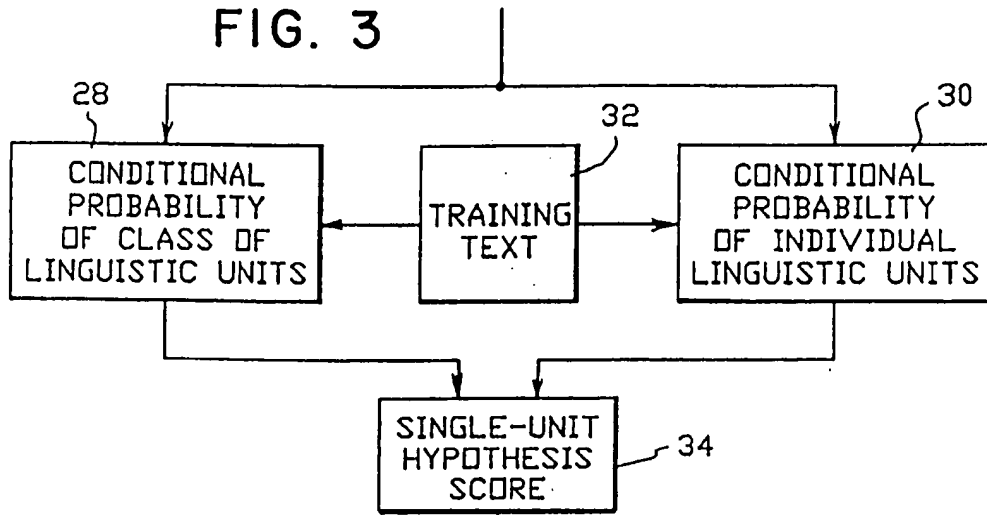 FIG. 3
28
30
32
CONDITIONAL
PROBABILITY
OF CLASS OF
LINGUISTIC UNITS
TRAINING
TEXT
CONDITIONAL
PROBABILITY
OF INDIVIDUAL
LINGUISTIC UNITS
SINGLE-UNIT
HYPOTHESIS
SCORE
34